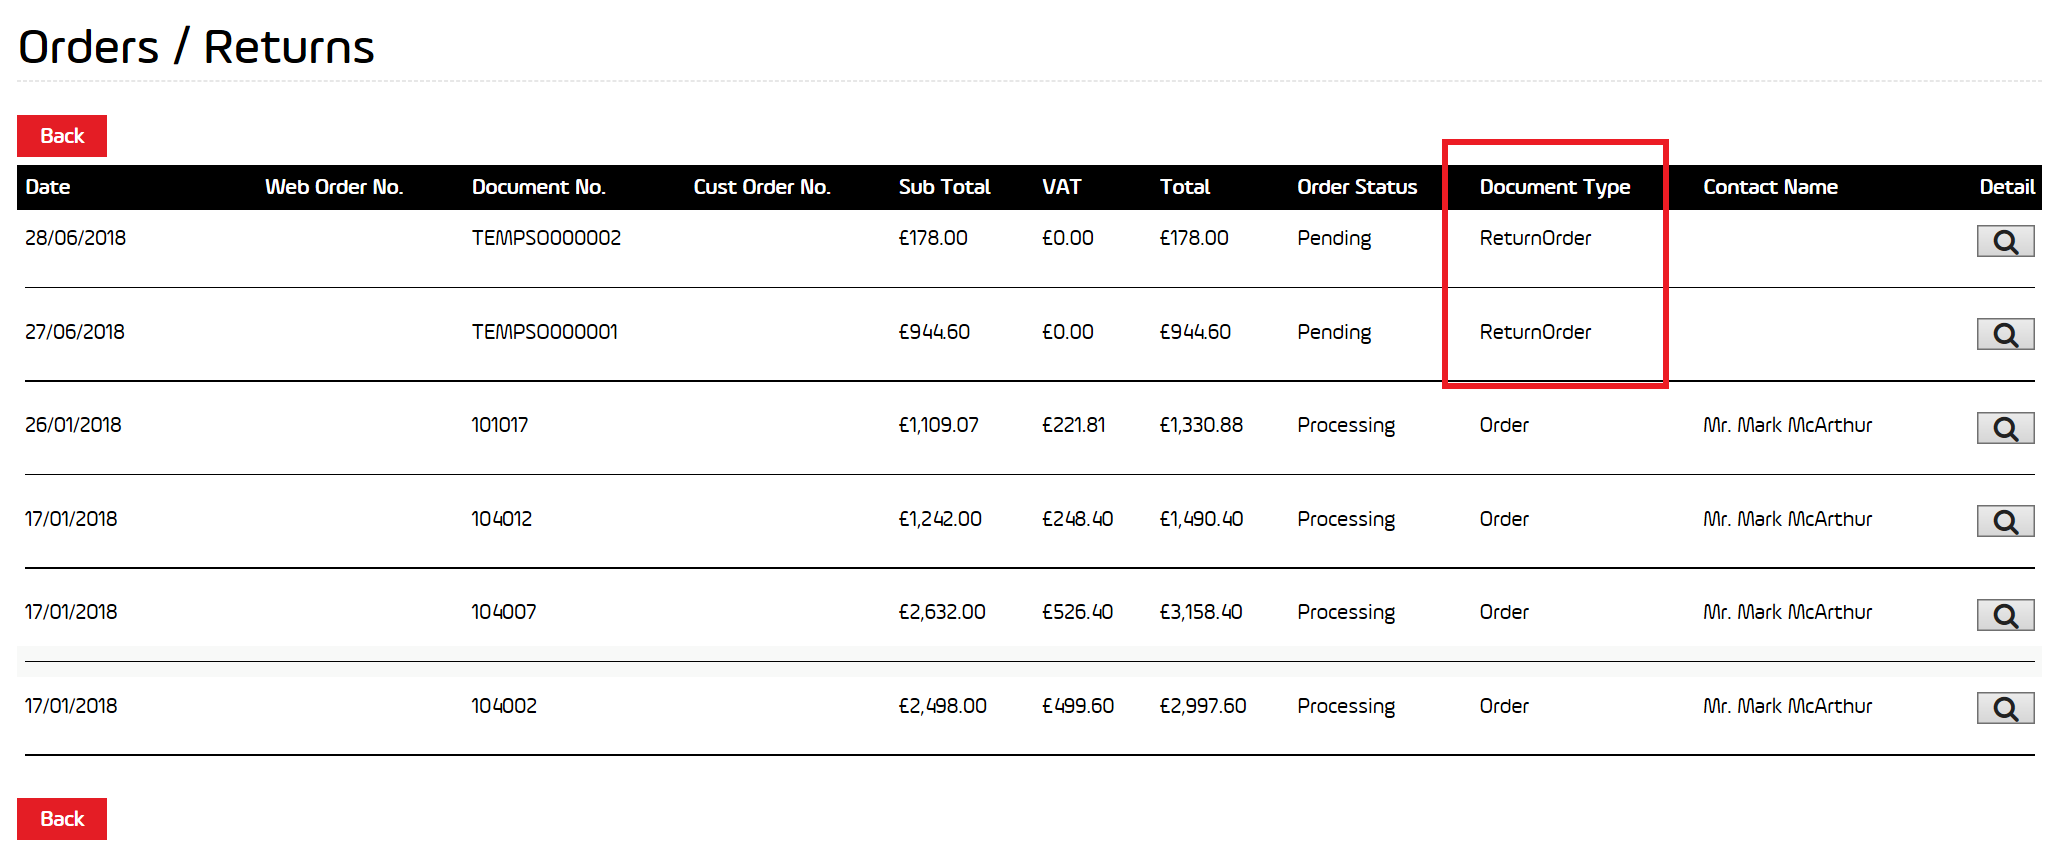 Orders / Returns
Back
Date Web Order No. Document No. Cust Order No. Sub Total VAT Total Order Status Document Type Contact Name Detail
28/06/2018 TEMPSO000002 £178.00 £0.00 £178.00 Pending ReturnOrder
27/06/2018 TEMPSO000001 £944.60 £0.00 £944.60 Pending ReturnOrder
26/01/2018 101017 £1,109.07 £221.81 £1,330.88 Processing Order Mr. Mark McArthur
17/01/2018 104012 £1,242.00 £248.40 £1,490.40 Processing Order Mr. Mark McArthur
17/01/2018 104007 £2,632.00 £526.40 £3,158.40 Processing Order Mr. Mark McArthur
17/01/2018 104002 £2,498.00 £499.60 £2,997.60 Processing Order Mr. Mark McArthur
Back